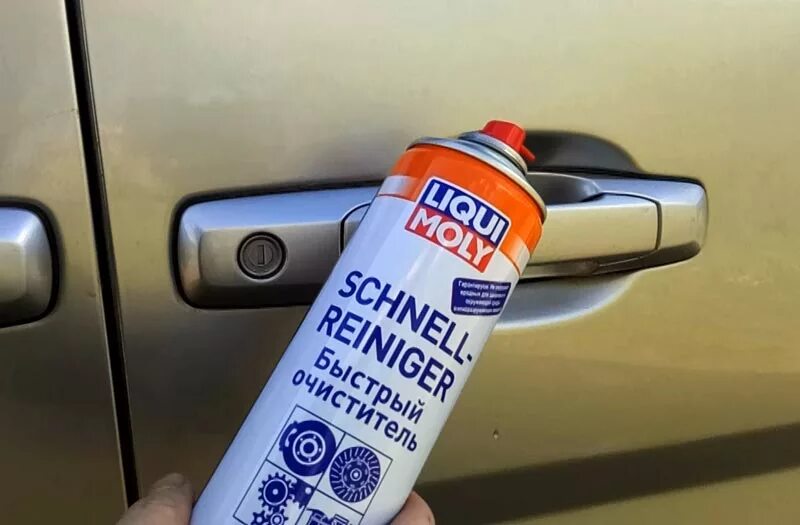 LIQUI
MOLY
SCHNELL-
REINIGER
Быстрый
очиститель